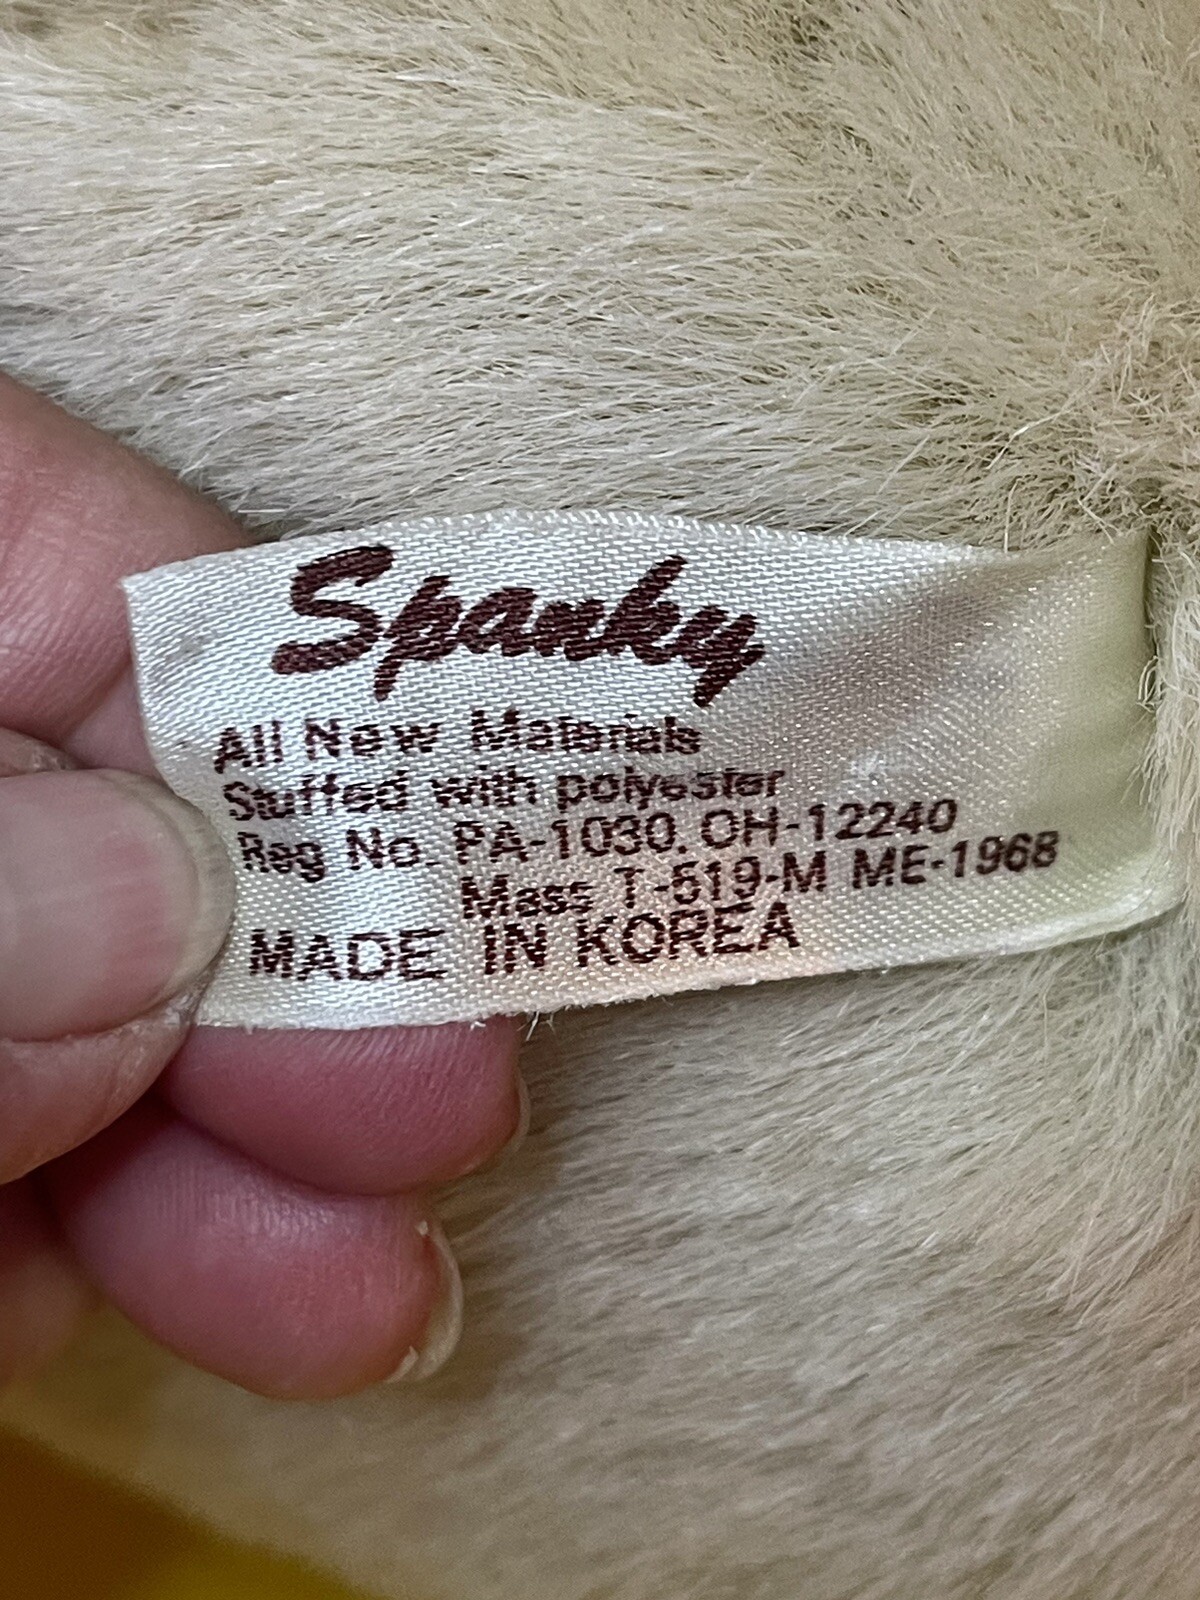 Spanky
All New Materials
Stuffed with polyester
Reg No. PA-1030. OH-12240
Mass T-519-M ME-1968
MADE IN KOREA